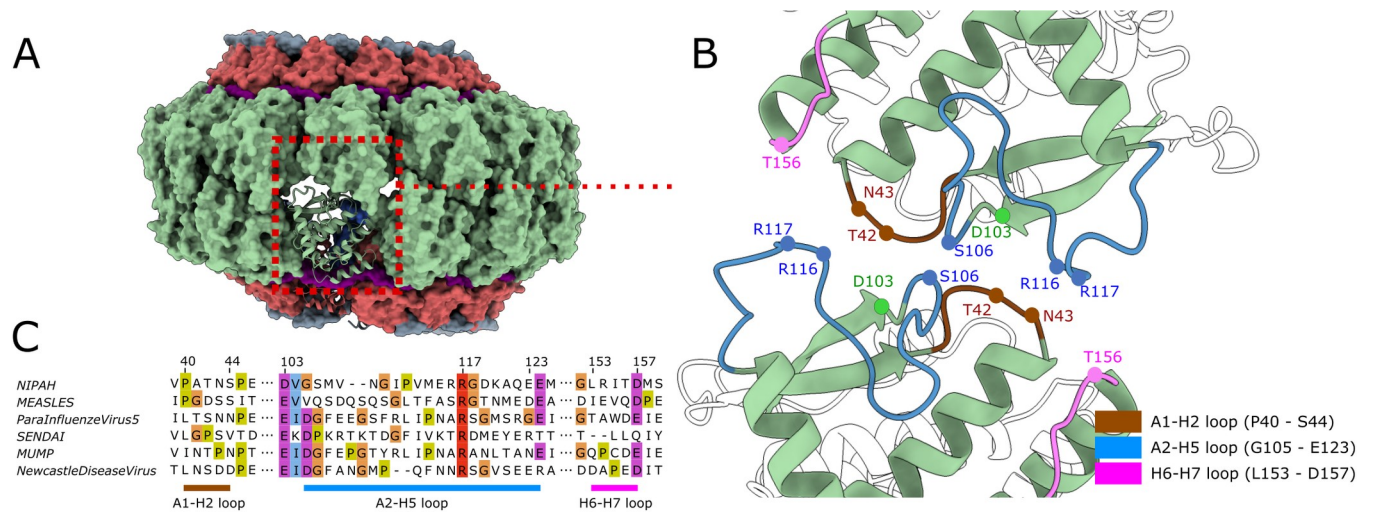 A
B
T156
N43
T42
D103
S106
R117
R116
R116
R117
D103
S106
T42
N43
T156
A1-H2 loop (P40 - S44)
A2-H5 loop (G105 - E123)
H6-H7 loop (L153 - D157)
C
40 44 103 117 123 153 157
NIPAH VPATNSPE ··· DVGSMV--NGIPVMERRGDKAQEEM ··· GLRITDMS
MEASLES IPGDSSIT ··· EVVQSDQSQSGLTFASRGTNMEDEA ··· DIEVQDPE
ParaInfluenzeVirus5 ILTSNNPE ··· EIDGFEEGSFRLIPNARGSGMSRGEI ··· GTAWDEIE
SENDAI VLGPSVTD ··· EKDPKRTKTDGFIVKTRDMEYERTT ··· T-LLQIY
MUMP VINTPNPT ··· EIDGFEPGTYRLIPNARANLTANEI ··· GQPCDEIE
NewcastleDiseaseVirus TLNSDDPE ··· EIDGFANGMP--QFNNRSGVSEERA ··· DDAPEDIT
A1-H2 loop A2-H5 loop H6-H7 loop